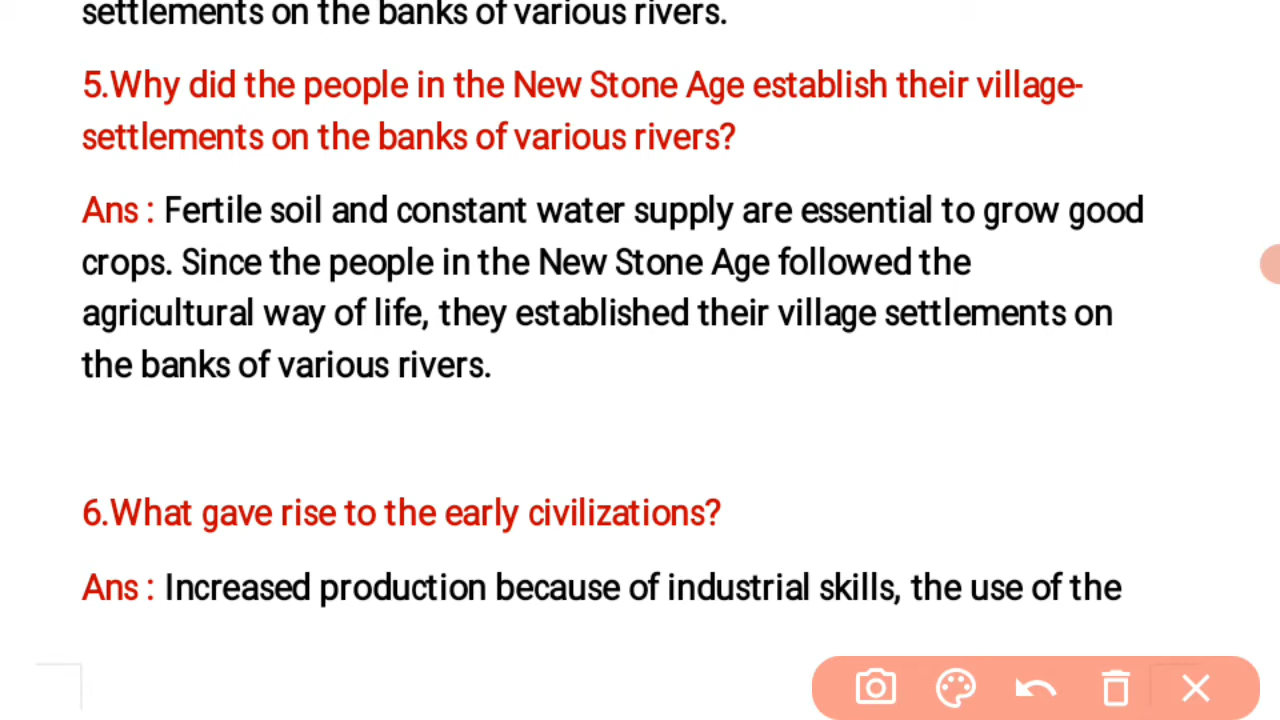 settlements on the banks of various rivers.
5.Why did the people in the New Stone Age establish their village-
settlements on the banks of various rivers?
Ans : Fertile soil and constant water supply are essential to grow good
crops. Since the people in the New Stone Age followed the
agricultural way of life, they established their village settlements on
the banks of various rivers.
6.What gave rise to the early civilizations?
Ans : Increased production because of industrial skills, the use of the